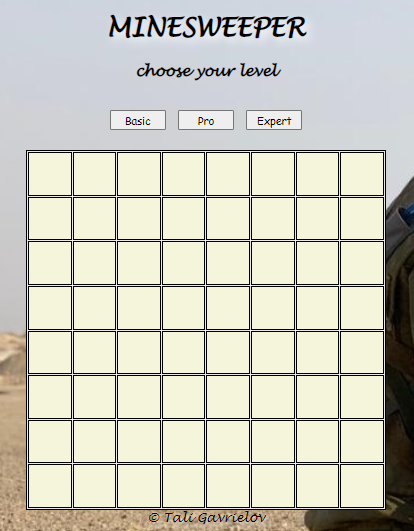 MINESWEEPER
choose your level
Basic Pro Expert
© Tali Gavrielov